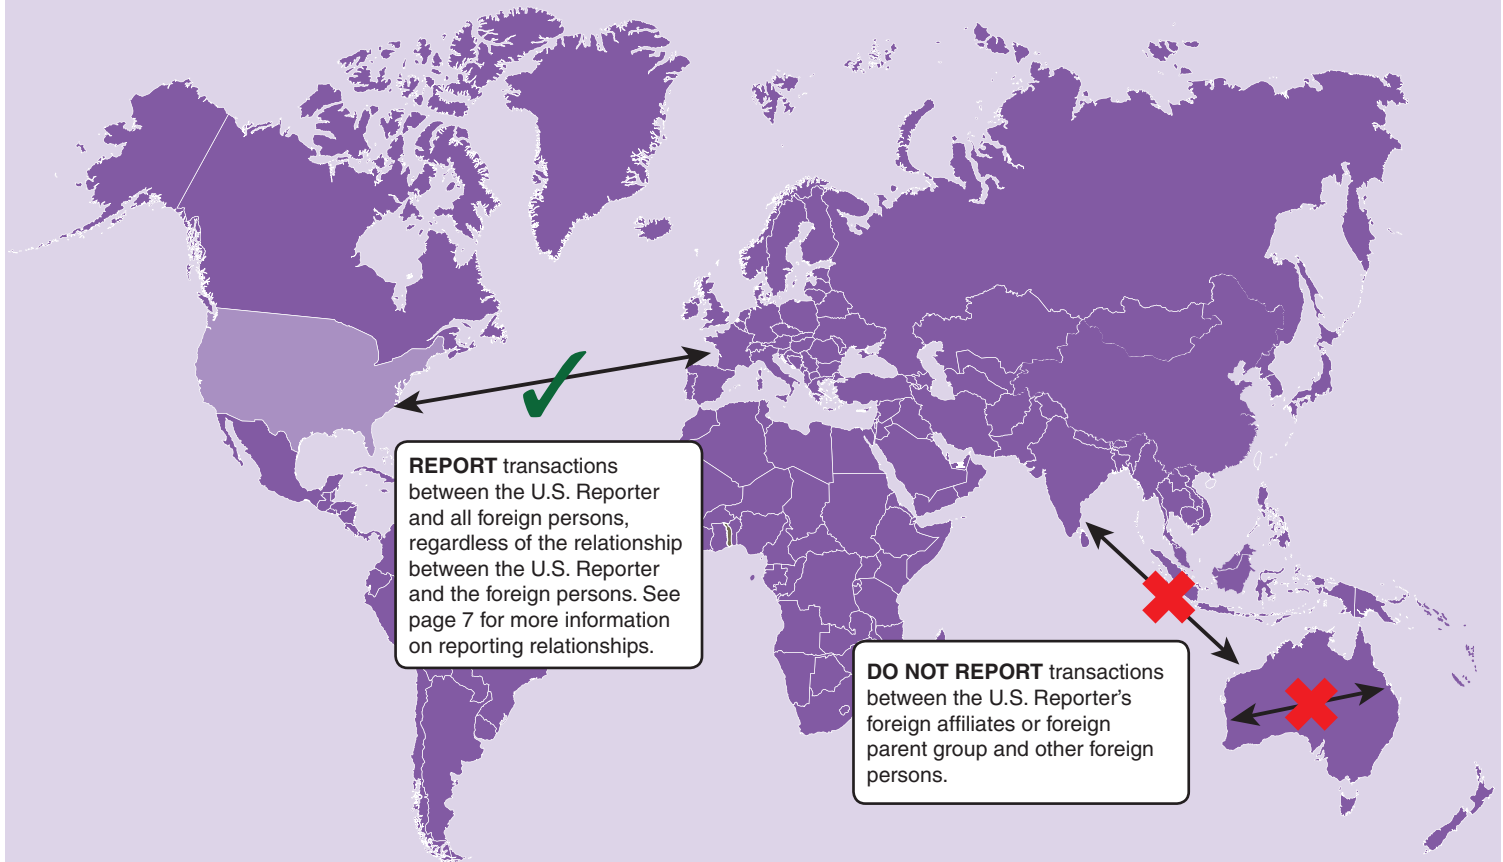 REPORT transactions
between the U.S. Reporter
and all foreign persons,
regardless of the relationship
between the U.S. Reporter
and the foreign persons. See
page 7 for more information
on reporting relationships.
DO NOT REPORT transactions
between the U.S. Reporter’s
foreign affiliates or foreign
parent group and other foreign
persons.